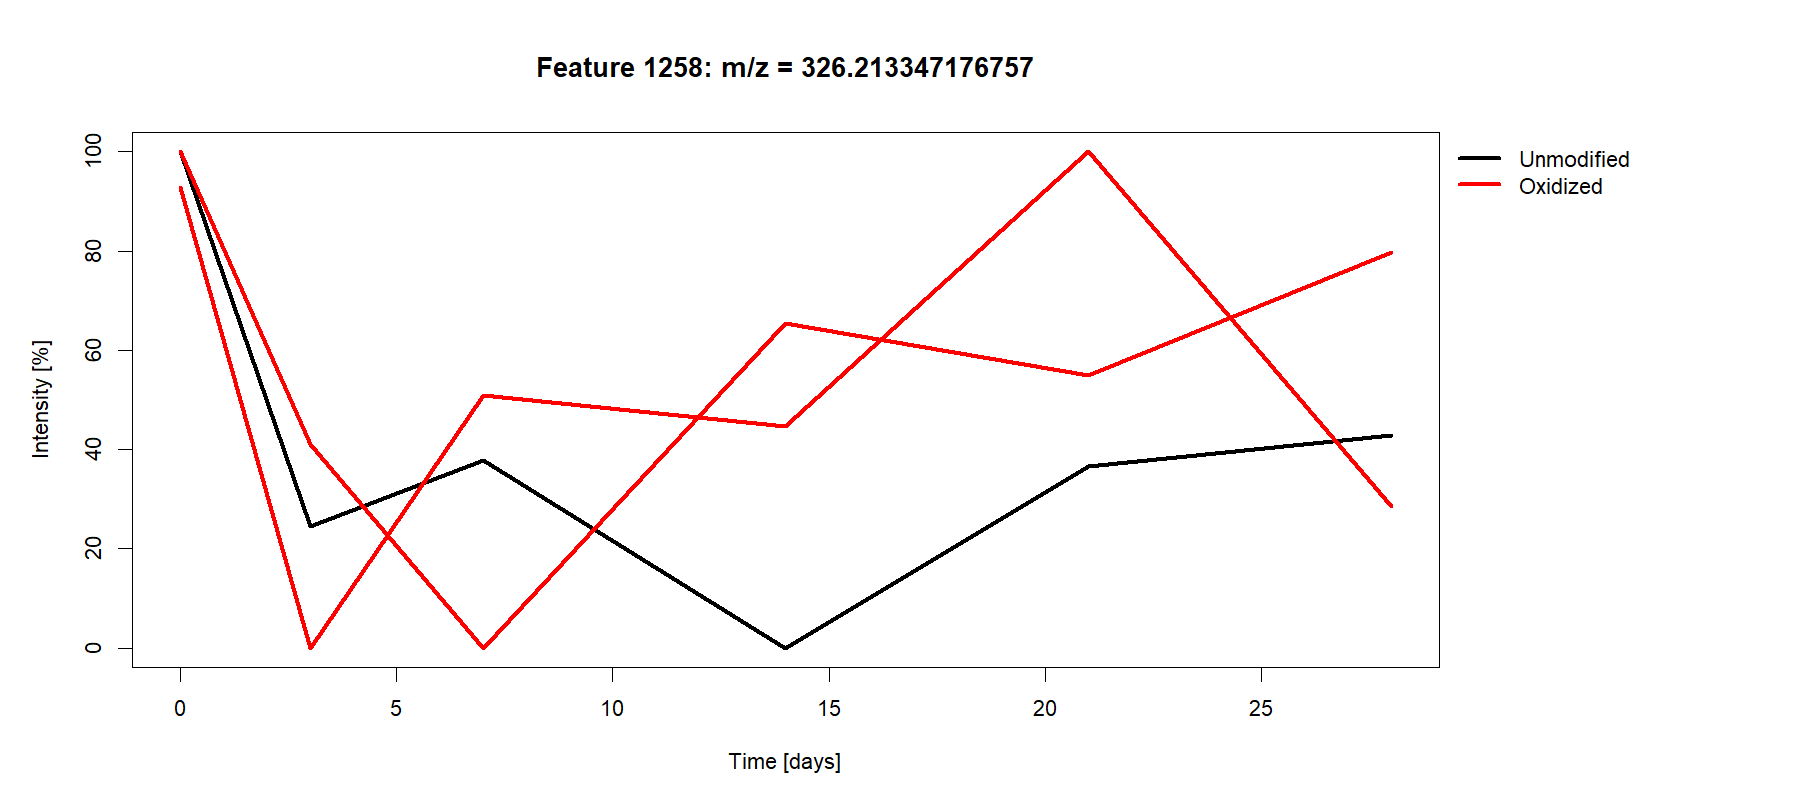 Feature 1258: m/z = 326.213347176757
Unmodified
Oxidized
Intensity [%]
100
80
60
40
20
0
0 5 10 15 20 25
Time [days]